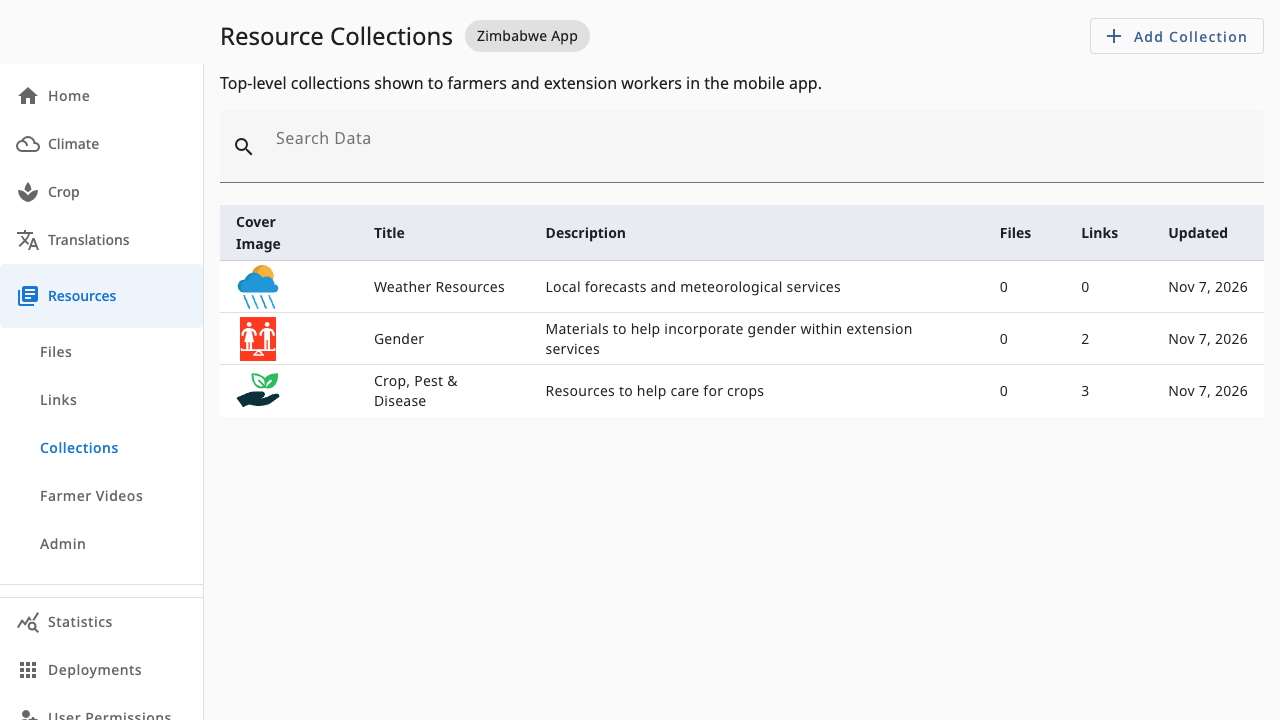 Resource Collections
Zimbabwe App
Add Collection
Top-level collections shown to farmers and extension workers in the mobile app.
Search Data
Home
Climate
Crop
Translations
Resources
Files
Links
Collections
Farmer Videos
Admin
Statistics
Deployments
User Permissions
Cover
Image
Title
Description
Files
Links
Updated
Weather Resources
Local forecasts and meteorological services
0
0
Nov 7, 2026
Gender
Materials to help incorporate gender within extension
services
0
2
Nov 7, 2026
Crop, Pest &
Disease
Resources to help care for crops
0
3
Nov 7, 2026